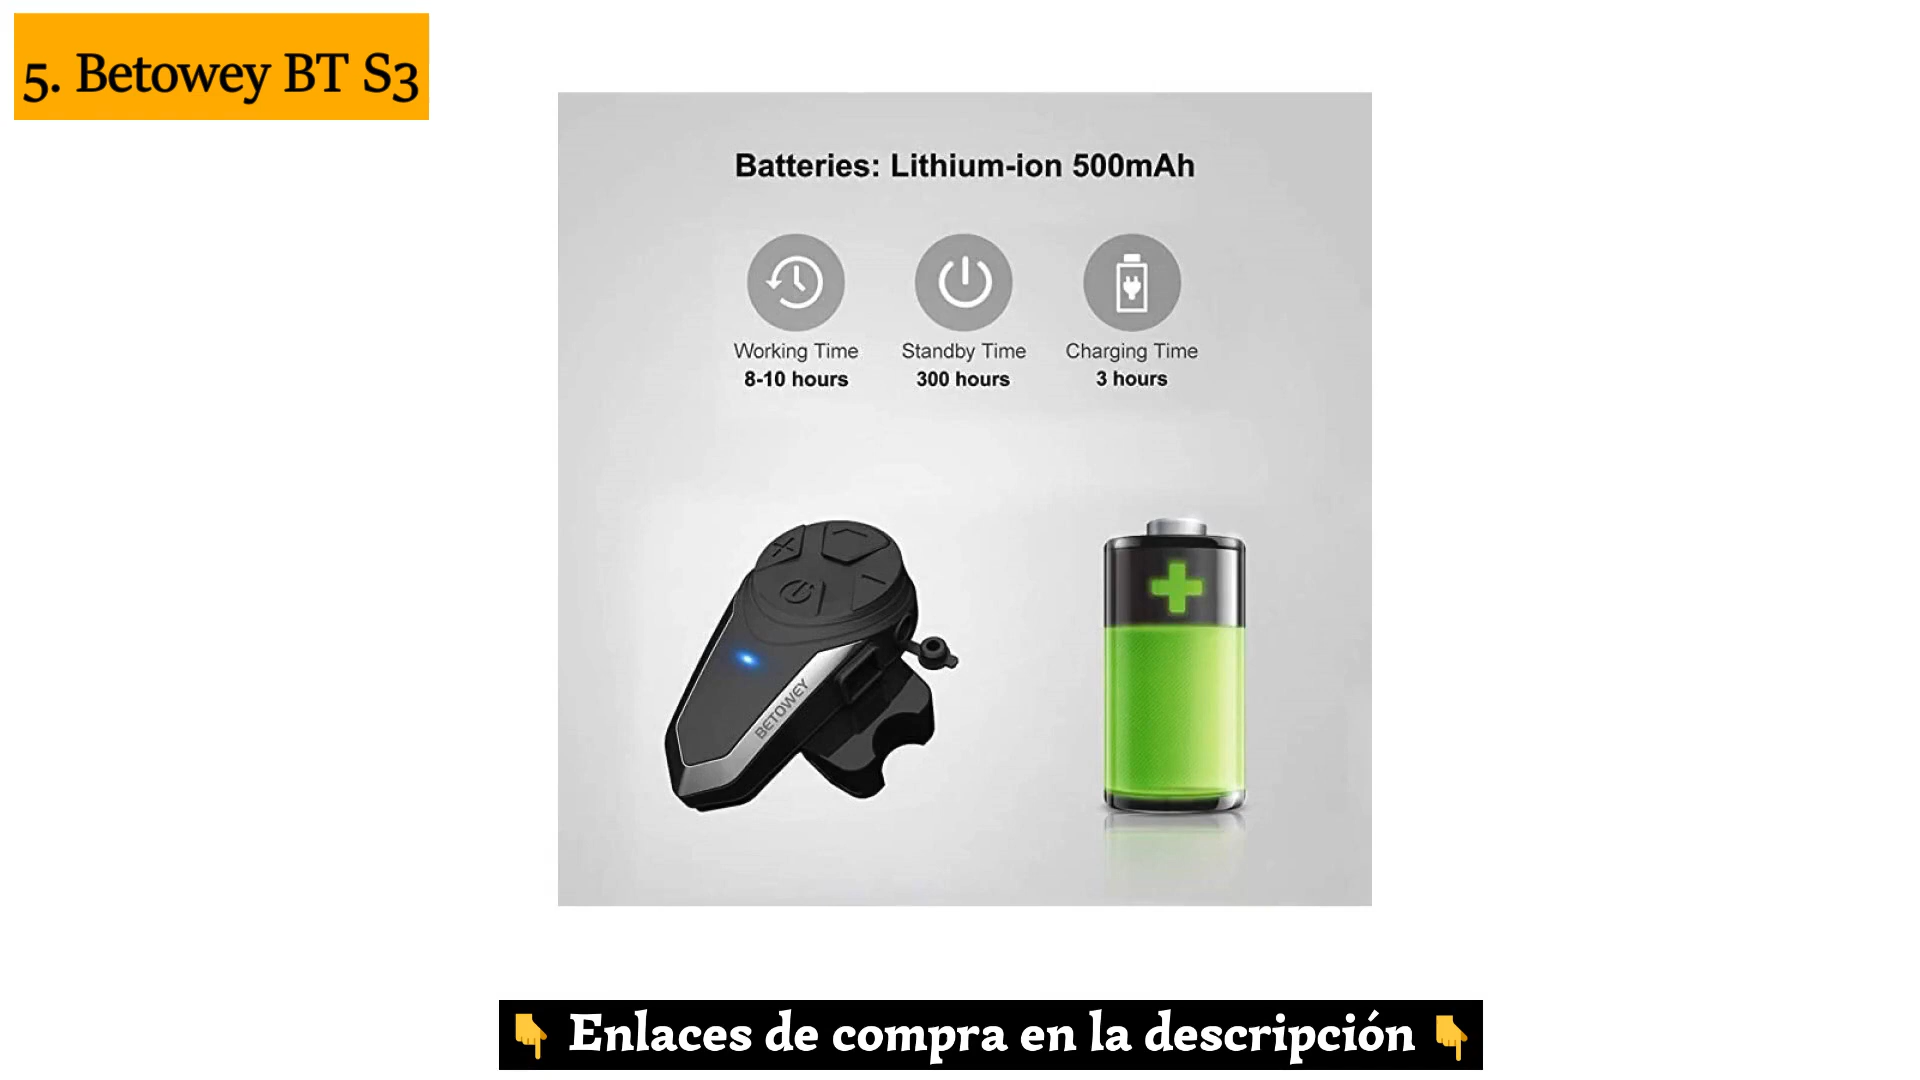 5. Betowey BT S3
Batteries: Lithium-ion 500mAh
Working Time
8-10 hours
Standby Time
300 hours
Charging Time
3 hours
BETOWEY
👇 Enlaces de compra en la descripción 👇